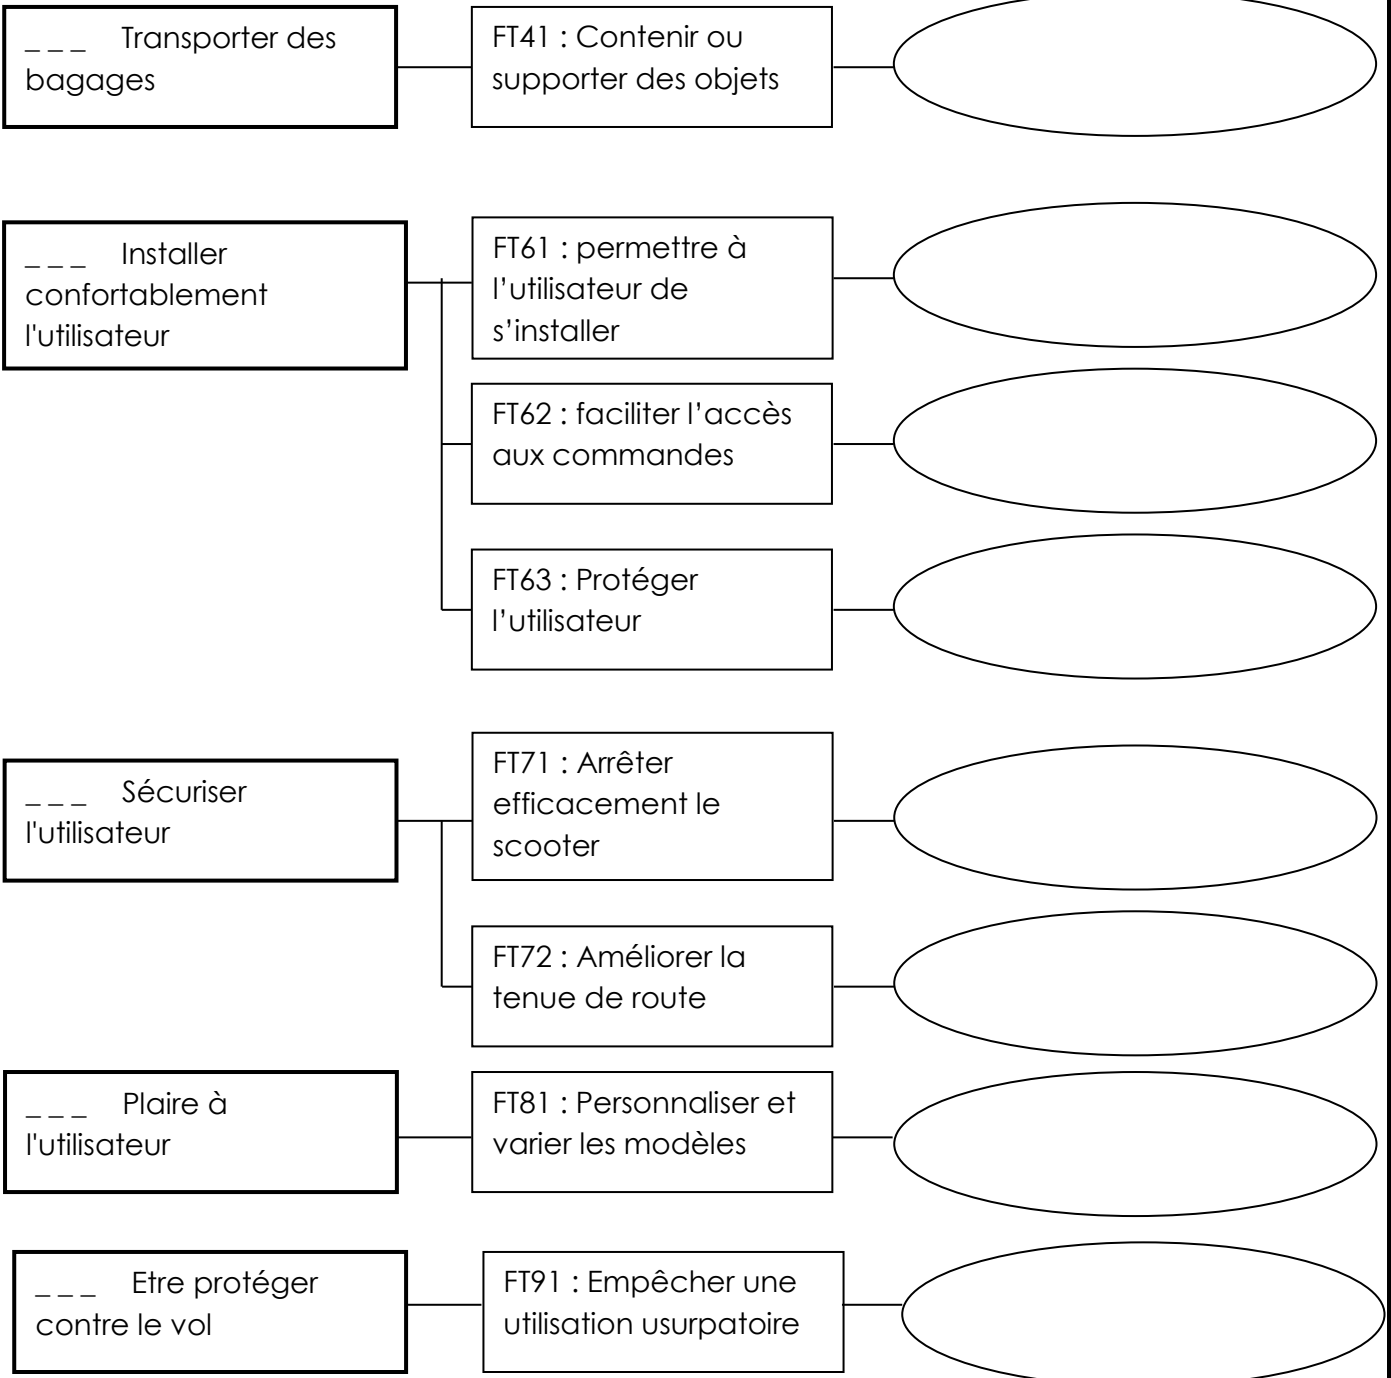 _ _ _ Transporter des
bagages
FT41 : Contenir ou
supporter des objets
_ _ _ Installer
confortablement
l'utilisateur
FT61 : permettre à
l’utilisateur de
s’installer
FT62 : faciliter l’accès
aux commandes
FT63 : Protéger
l’utilisateur
_ _ _ Sécuriser
l'utilisateur
FT71 : Arrêter
efficacement le
scooter
FT72 : Améliorer la
tenue de route
_ _ _ Plaire à
l'utilisateur
FT81 : Personnaliser et
varier les modèles
_ _ _ Etre protéger
contre le vol
FT91 : Empêcher une
utilisation usurpatoire